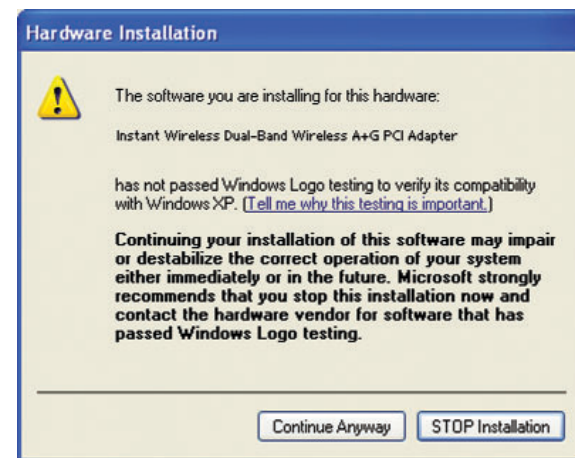 Hardware Installation
The software you are installing for this hardware:
Instant Wireless Dual-Band Wireless A+G PCI Adapter
has not passed Windows Logo testing to verify its compatibility
with Windows XP. (Tell me why this testing is important.)
Continuing your installation of this software may impair
or destabilize the correct operation of your system
either immediately or in the future. Microsoft strongly
recommends that you stop this installation now and
contact the hardware vendor for software that has
passed Windows Logo testing.
Continue Anyway
STOP Installation